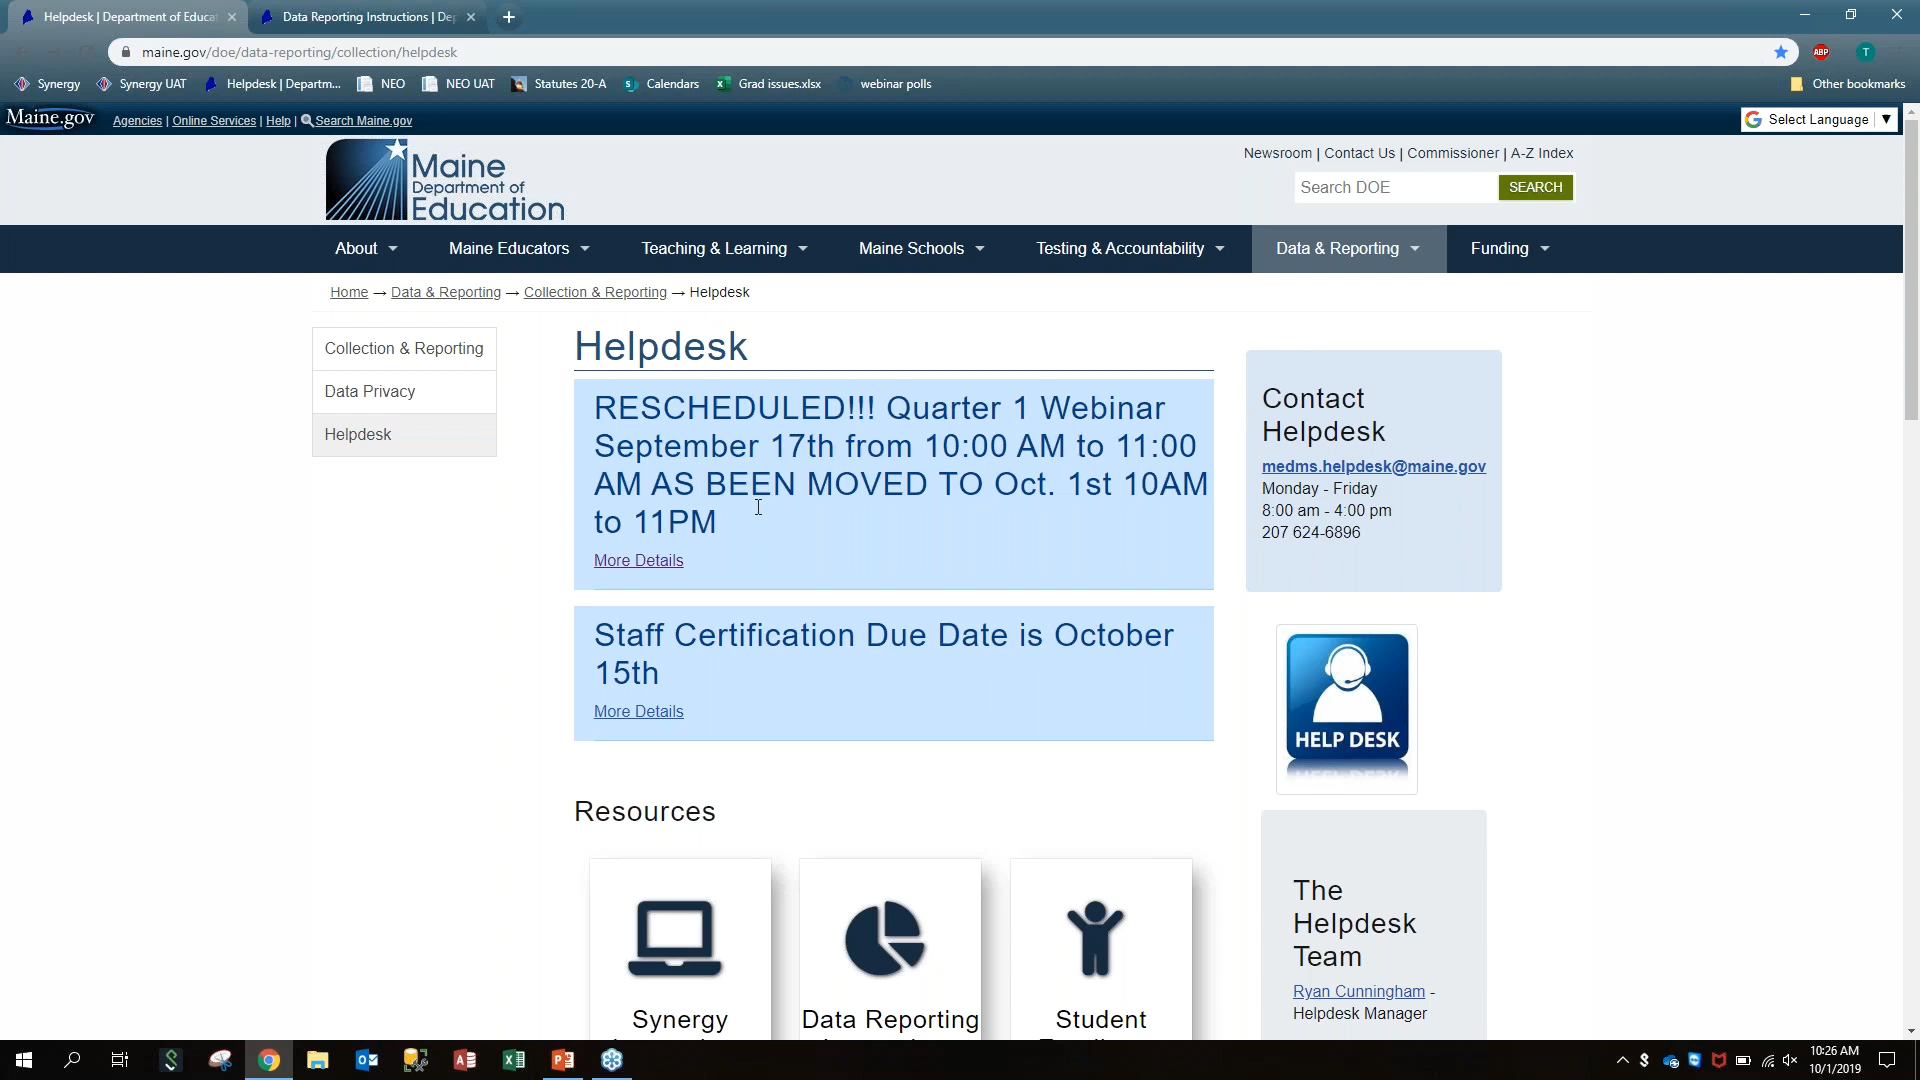 Helpdesk | Department of Educat
Data Reporting Instructions | Dep
maine.gov/doe/data-reporting/collection/helpdesk
ABP
T
Synergy
Synergy UAT
Helpdesk | Departm...
NEO
NEO UAT
Statutes 20-A
Calendars
Grad issues.xlsx
webinar polls
Other bookmarks
Maine.gov
Agencies | Online Services | Help | Search Maine.gov
Select Language ▼
Maine
Department of
Education
Newsroom | Contact Us | Commissioner | A-Z Index
Search DOE
SEARCH
About
Maine Educators
Teaching & Learning
Maine Schools
Testing & Accountability
Data & Reporting
Funding
Home → Data & Reporting → Collection & Reporting → Helpdesk
Collection & Reporting
Data Privacy
Helpdesk
Helpdesk
RESCHEDULED!!! Quarter 1 Webinar
September 17th from 10:00 AM to 11:00
AM AS BEEN MOVED TO Oct. 1st 10AM
to 11PM
More Details
Staff Certification Due Date is October
15th
More Details
Resources
Synergy
Data Reporting
Student
Contact
Helpdesk
medms.helpdesk@maine.gov
Monday - Friday
8:00 am - 4:00 pm
207 624-6896
HELP DESK
The
Helpdesk
Team
Ryan Cunningham -
Helpdesk Manager
10:26 AM
10/1/2019